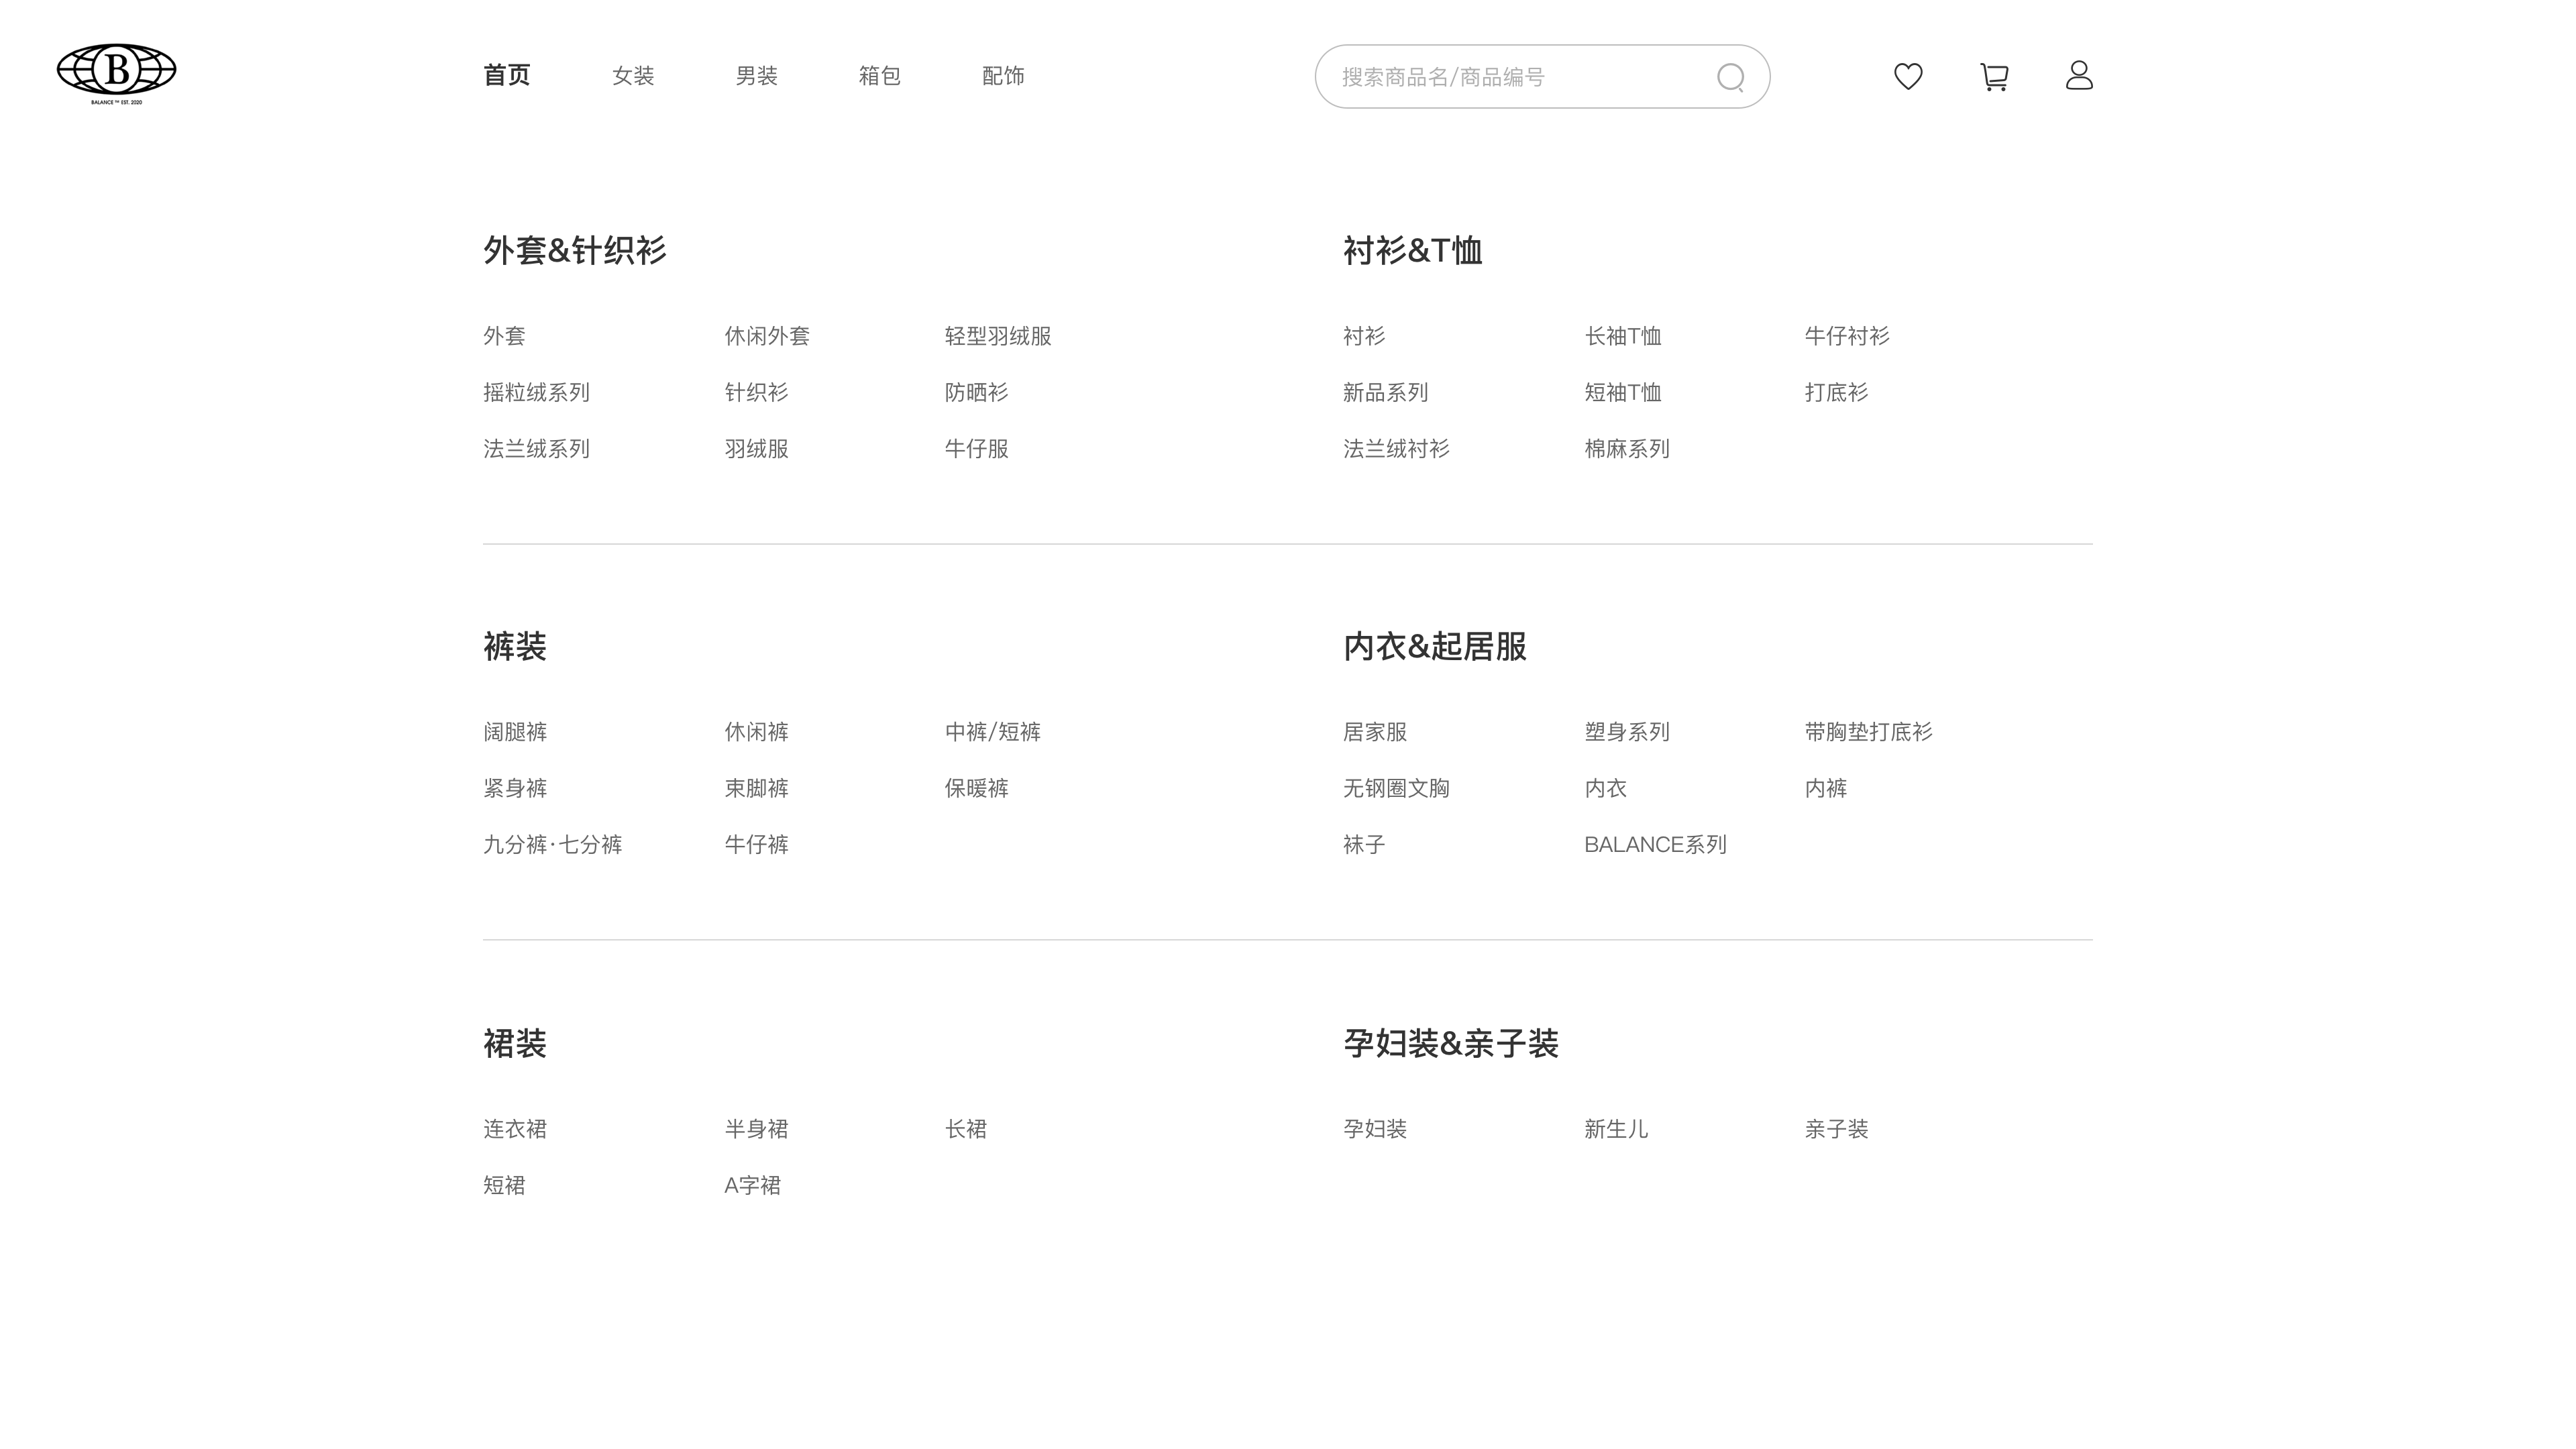 B
BALANCE™ EST. 2020
首页 女装 男装 箱包 配饰
搜索商品名/商品编号
外套&针织衫
外套 休闲外套 轻型羽绒服
摇粒绒系列 针织衫 防晒衫
法兰绒系列 羽绒服 牛仔服
衬衫&T恤
衬衫 长袖T恤 牛仔衬衫
新品系列 短袖T恤 打底衫
法兰绒衬衫 棉麻系列
裤装
阔腿裤 休闲裤 中裤/短裤
紧身裤 束脚裤 保暖裤
九分裤·七分裤 牛仔裤
内衣&起居服
居家服 塑身系列 带胸垫打底衫
无钢圈文胸 内衣 内裤
袜子 BALANCE系列
裙装
连衣裙 半身裙 长裙
短裙 A字裙
孕妇装&亲子装
孕妇装 新生儿 亲子装